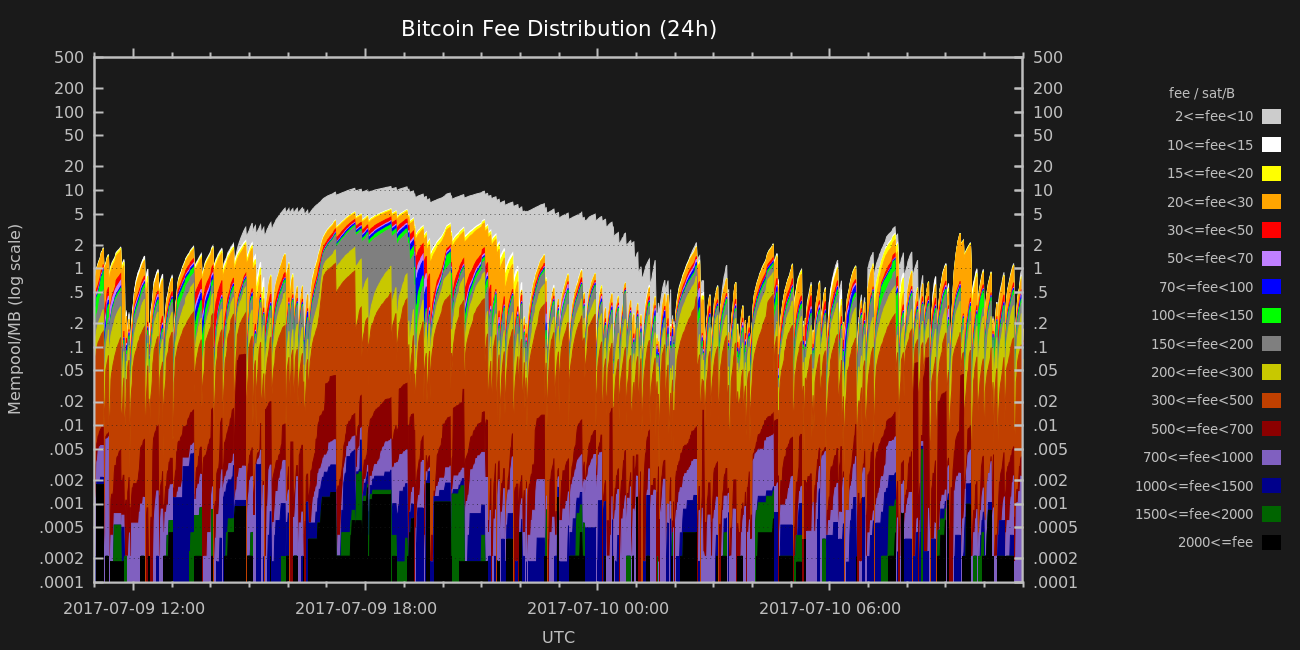 Bitcoin Fee Distribution (24h)
500
200
100
50
20
10
5
2
1
.5
.2
.1
.05
.02
.01
.005
.002
.001
.0005
.0002
.0001
Mempool/MB (log scale)
500
200
100
50
20
10
5
2
1
.5
.2
.1
.05
.02
.01
.005
.002
.001
.0005
.0002
.0001
2017-07-09 12:00
2017-07-09 18:00
2017-07-10 00:00
2017-07-10 06:00
UTC
fee / sat/B
2<=fee<10
10<=fee<15
15<=fee<20
20<=fee<30
30<=fee<50
50<=fee<70
70<=fee<100
100<=fee<150
150<=fee<200
200<=fee<300
300<=fee<500
500<=fee<700
700<=fee<1000
1000<=fee<1500
1500<=fee<2000
2000<=fee